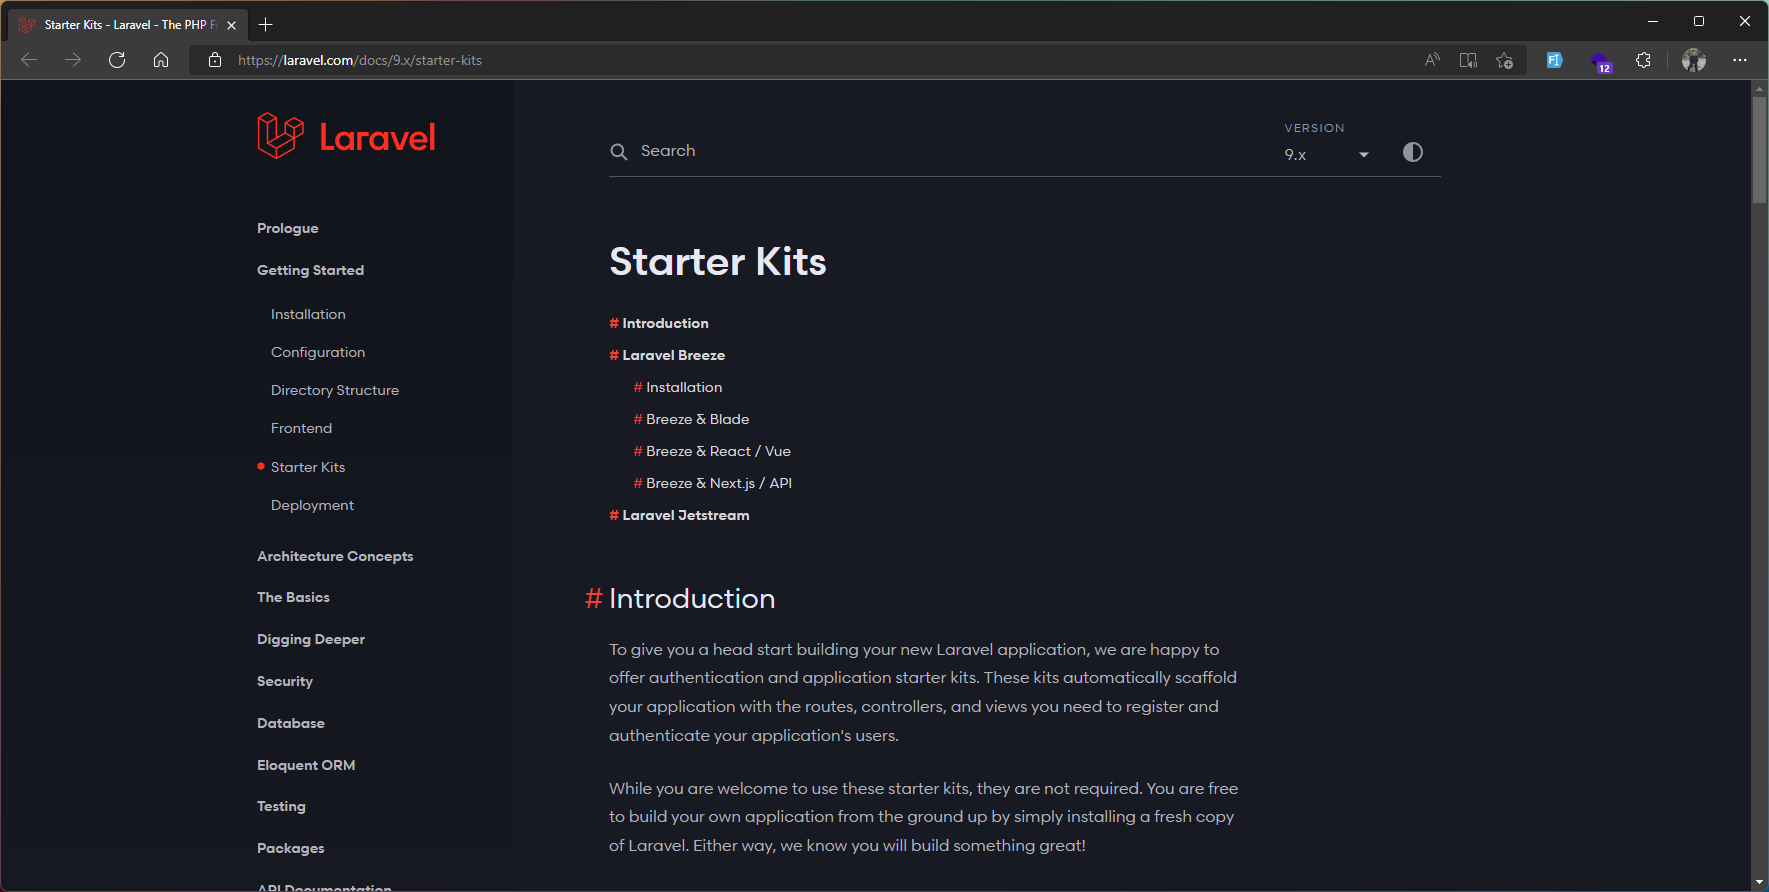 Starter Kits - Laravel - The PHP F
https://laravel.com/docs/9.x/starter-kits
12
Laravel
Search
VERSION
9.x
Prologue
Getting Started
Installation
Configuration
Directory Structure
Frontend
Starter Kits
Deployment
Architecture Concepts
The Basics
Digging Deeper
Security
Database
Eloquent ORM
Testing
Packages
API Documentation
Starter Kits
# Introduction
# Laravel Breeze
# Installation
# Breeze & Blade
# Breeze & React / Vue
# Breeze & Next.js / API
# Laravel Jetstream
# Introduction
To give you a head start building your new Laravel application, we are happy to
offer authentication and application starter kits. These kits automatically scaffold
your application with the routes, controllers, and views you need to register and
authenticate your application's users.
While you are welcome to use these starter kits, they are not required. You are free
to build your own application from the ground up by simply installing a fresh copy
of Laravel. Either way, we know you will build something great!